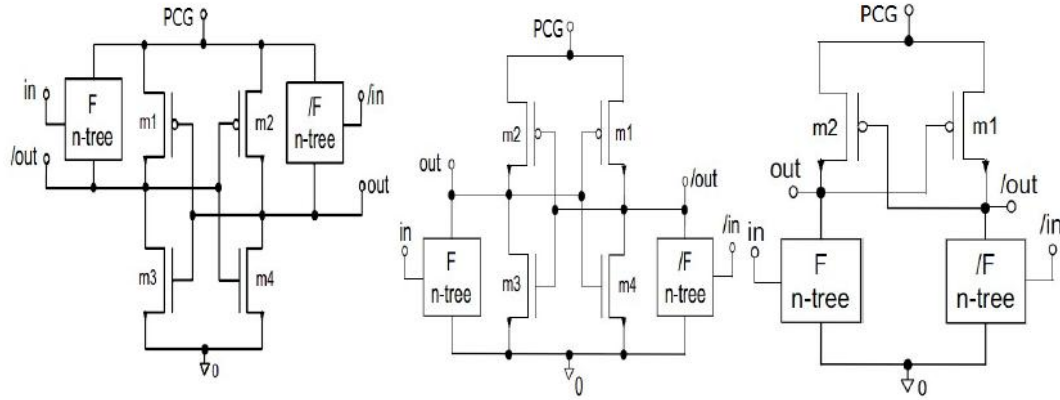 PCG
in
F
n-tree
m1
m2
/F
n-tree
/in
/out
out
m3
m4
0
PCG
m2
m1
out
/out
in
F
n-tree
m3
m4
/F
n-tree
/in
0
PCG
m2
m1
out
/out
in
F
n-tree
/F
n-tree
/in
0